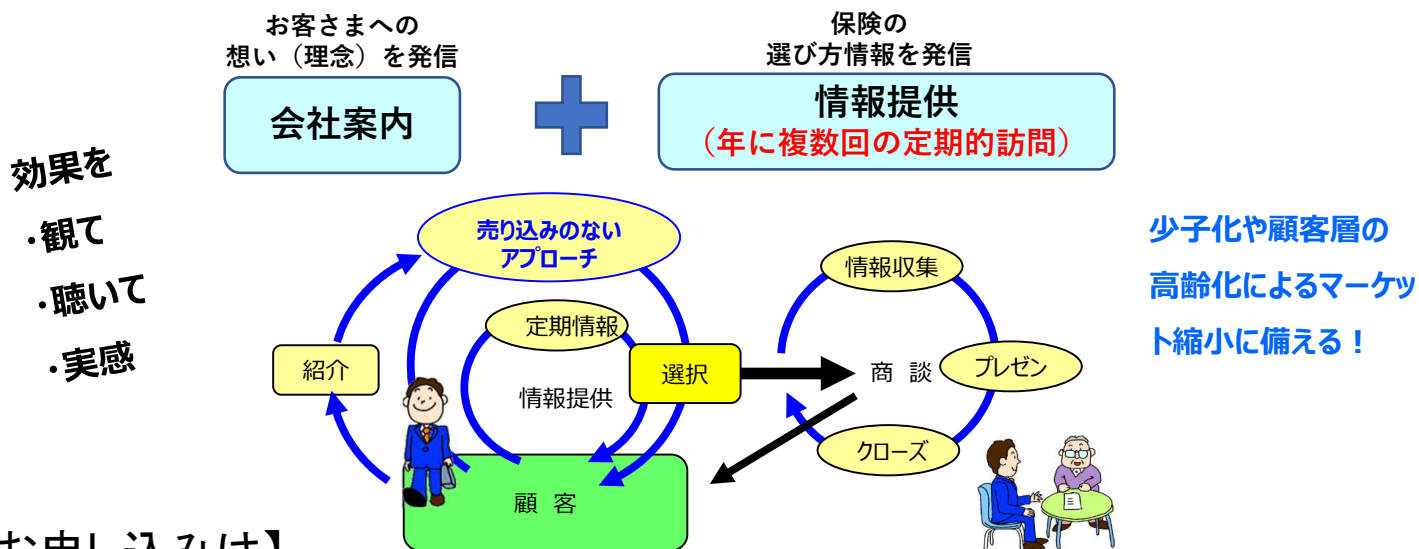 お客さまへの
想い（理念）を発信
会社案内
保険の
選び方情報を発信
情報提供
（年に複数回の定期的訪問）
効果を
・観て
・聴いて
・実感
売り込みのない
アプローチ
定期情報
情報提供
紹介
選択
顧 客
情報収集
商 談
プレゼン
クローズ
少子化や顧客層の
高齢化によるマーケッ
ト縮小に備える！
お申し込みは】